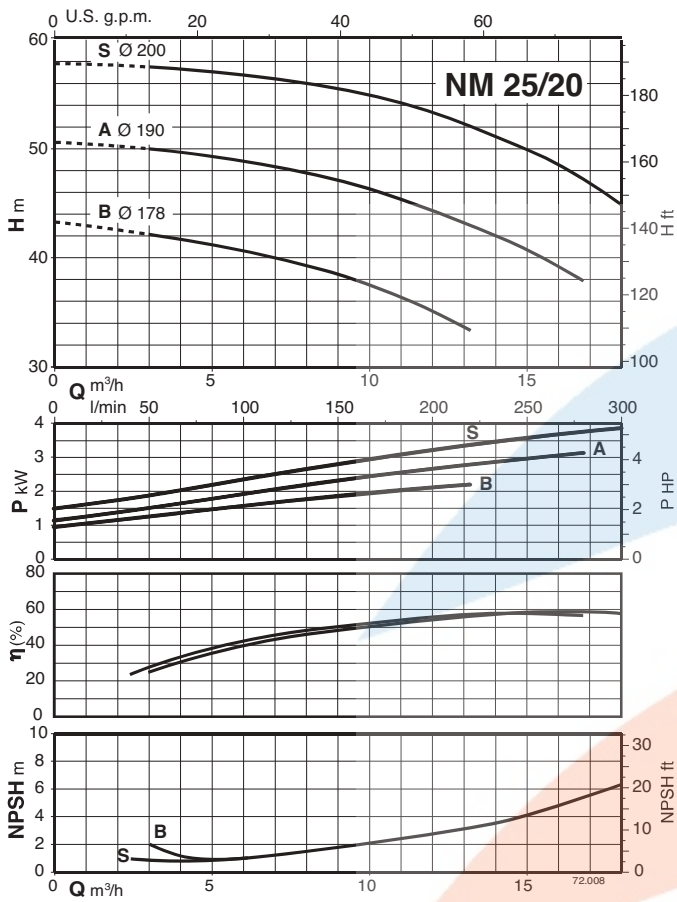 0 U.S. g.p.m. 20 40 60
60
S Ø 200
NM 25/20
180
A Ø 190
50
160
H m
B Ø 178
140
H ft
40
120
30
100
0 Q m³/h 5 10 15
0 l/min 50 100 150 200 250 300
4
S
3
A
4
P kW
2
B
2
P HP
1
0
0
80
60
η (%)
40
20
0
10
30
8
NPSH m
6
20
NPSH ft
4
B
10
2
S
0
0
0 Q m³/h 5 10 15 72.008